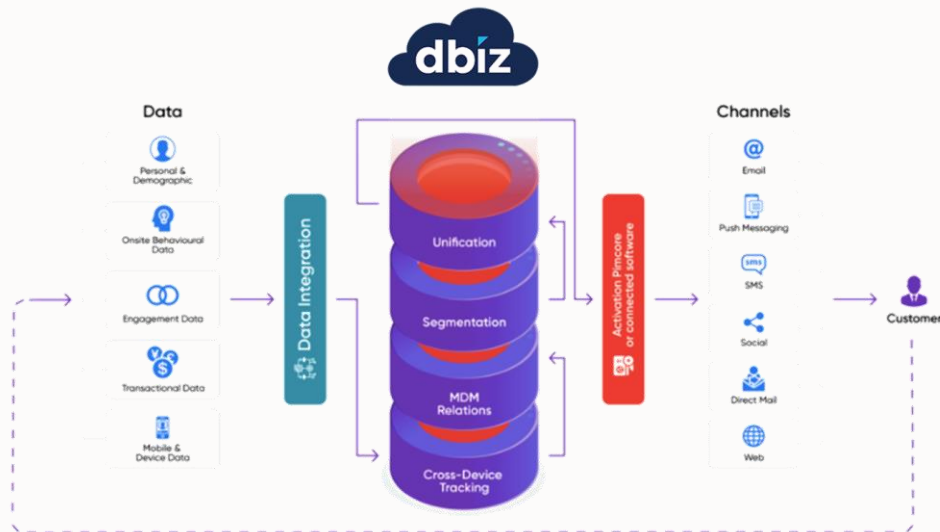 dbiz
Data
Personal &
Demographic
Onsite Behavioural
Data
Engagement Data
Transactional Data
Mobile &
Device Data
Data Integration
Unification
Segmentation
MDM
Relations
Cross-Device
Tracking
Activation Pimcore
or connected software
Channels
Email
Push Messaging
sms
SMS
Social
Direct Mail
Web
Customer